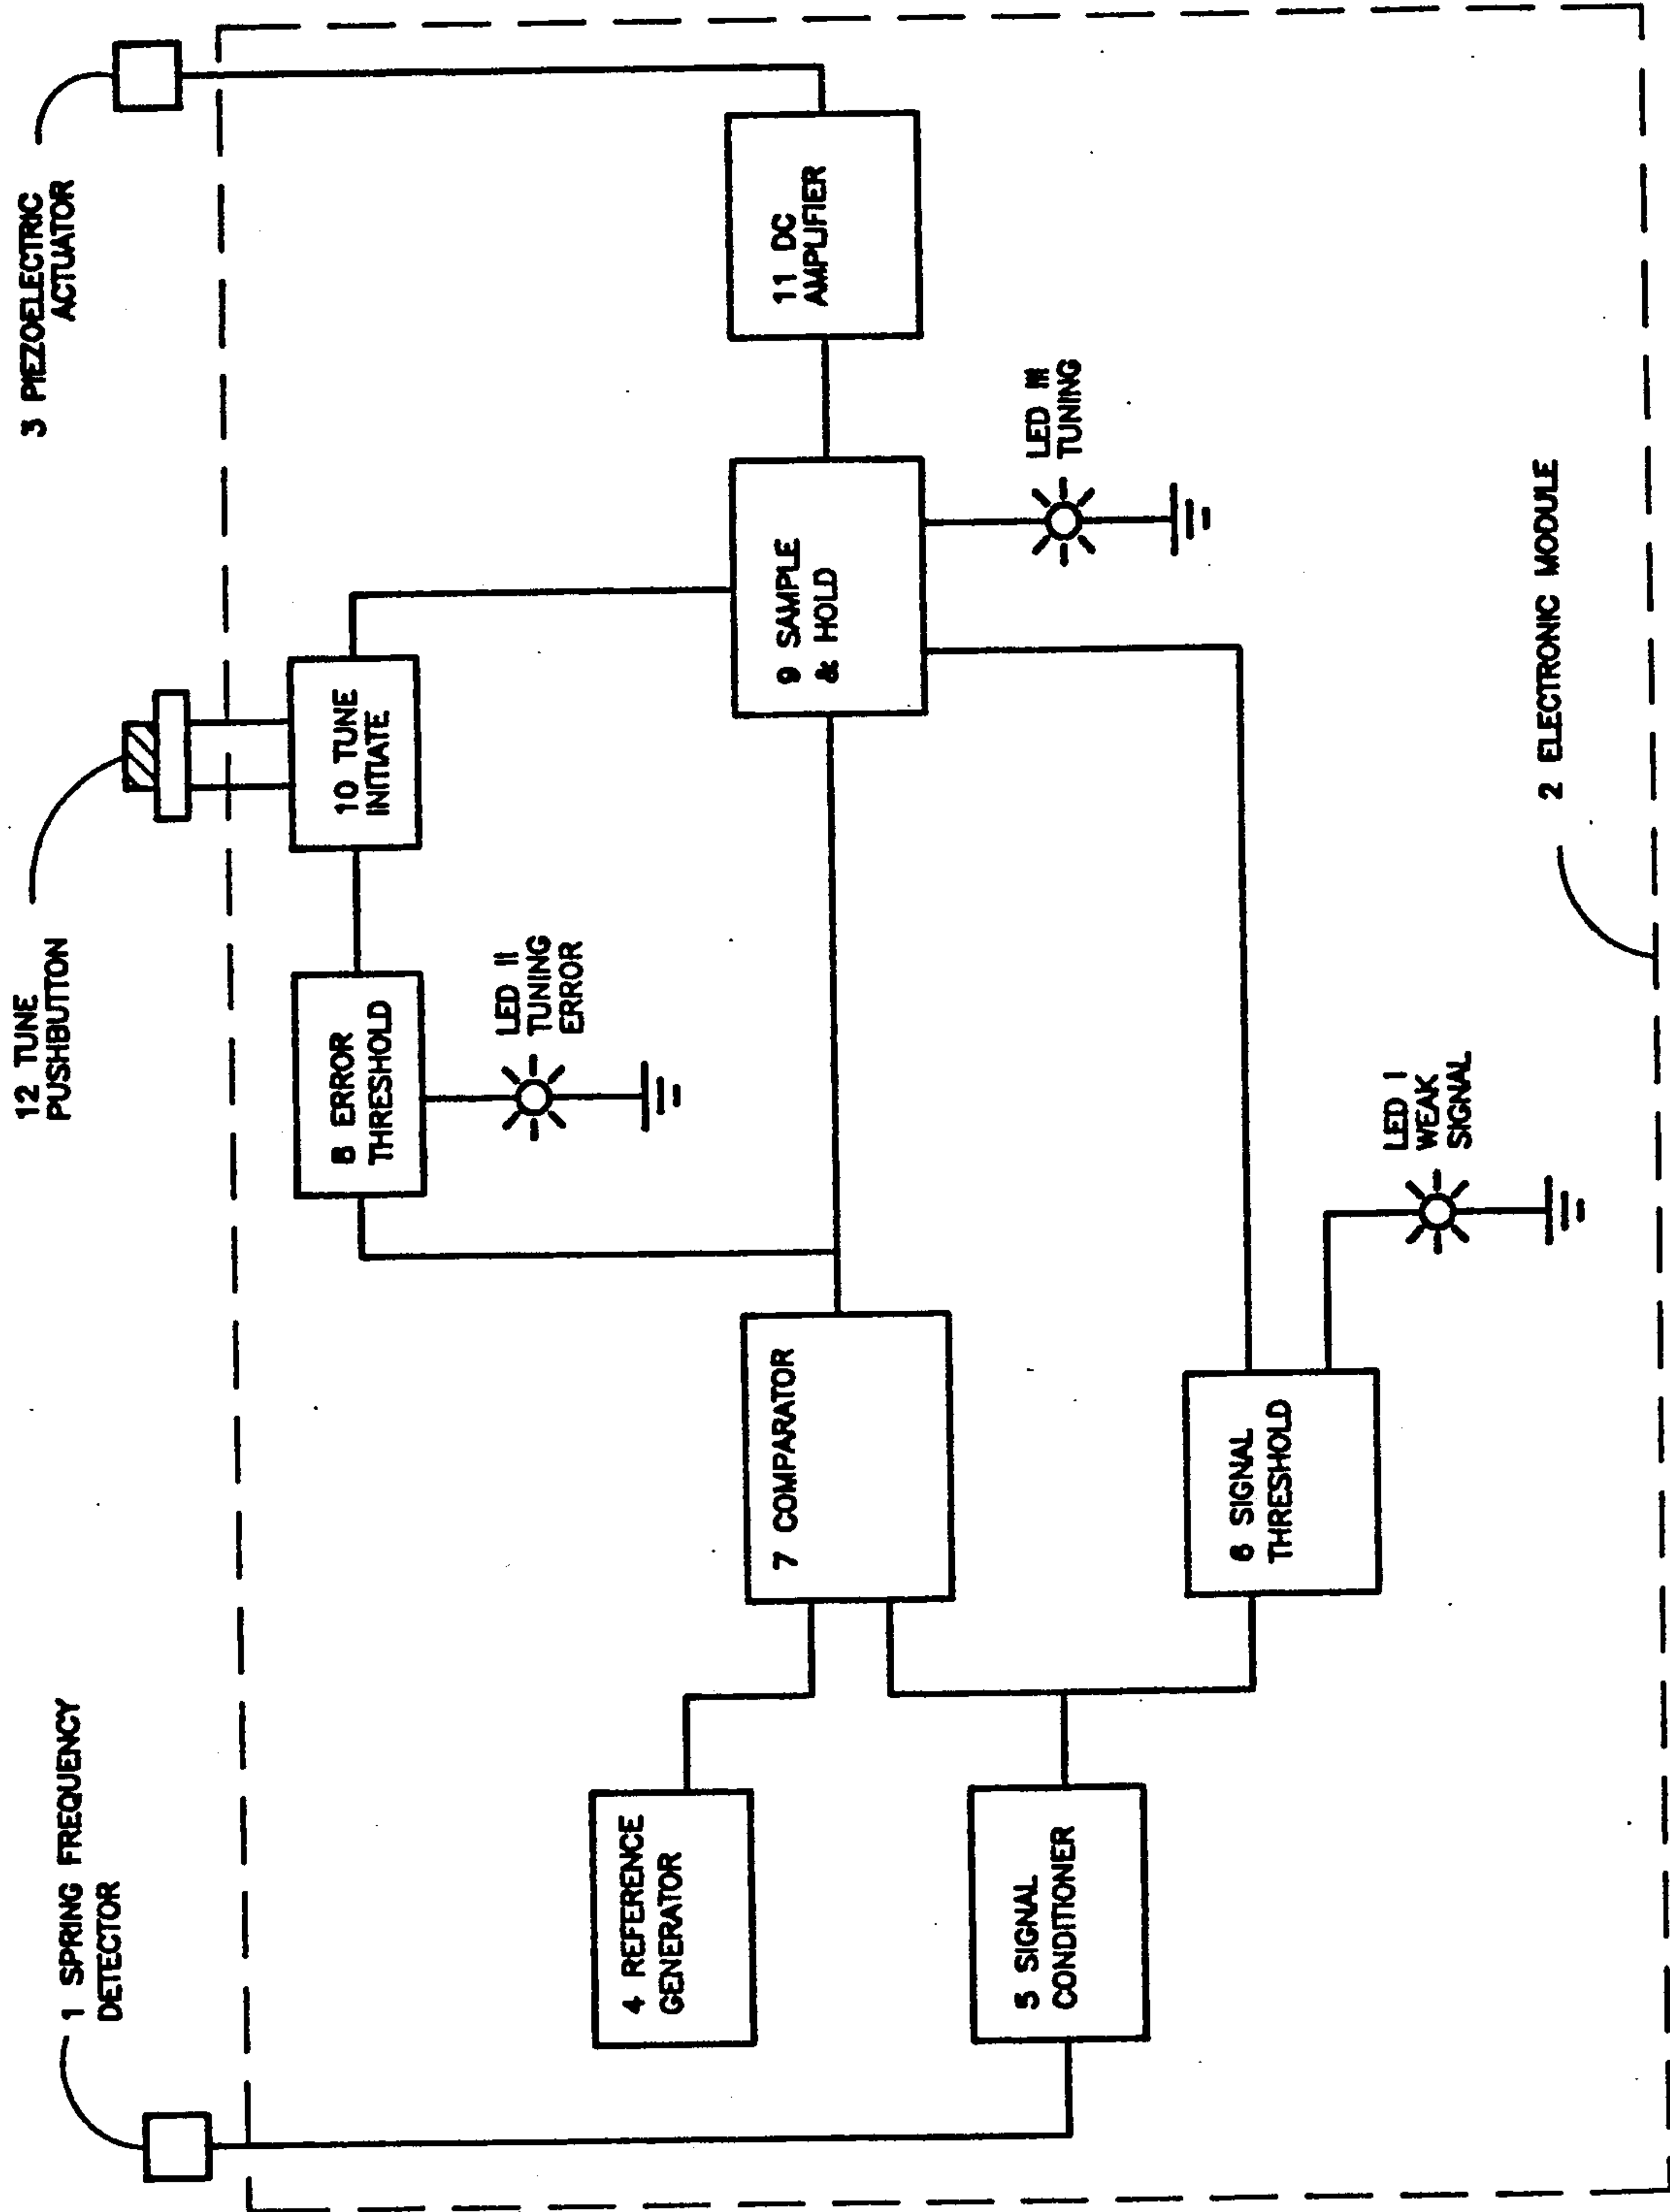 1 SPRING FREQUENCY
DETECTOR
12 TUNE
PUSHBUTTON
3 PIEZOELECTRIC
ACTUATOR
8 ERROR
THRESHOLD
10 TUNE
INITIATE
LED II
TUNING
ERROR
4 REFERENCE
GENERATOR
7 COMPARATOR
9 SAMPLE
& HOLD
11 DC
AMPLIFIER
5 SIGNAL
CONDITIONER
LED III
TUNING
6 SIGNAL
THRESHOLD
LED I
WEAK
SIGNAL
2 ELECTRONIC MODULE